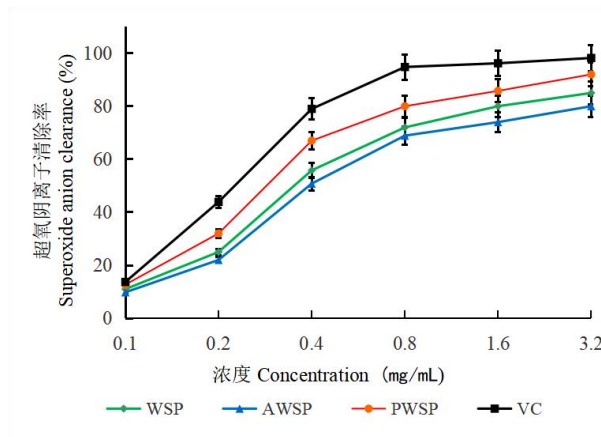 超氧阴离子清除率
Superoxide anion clearance (%)
100
80
60
40
20
0
0.1 0.2 0.4 0.8 1.6 3.2
浓度 Concentration (mg/mL)
WSP AWSP PWSP VC